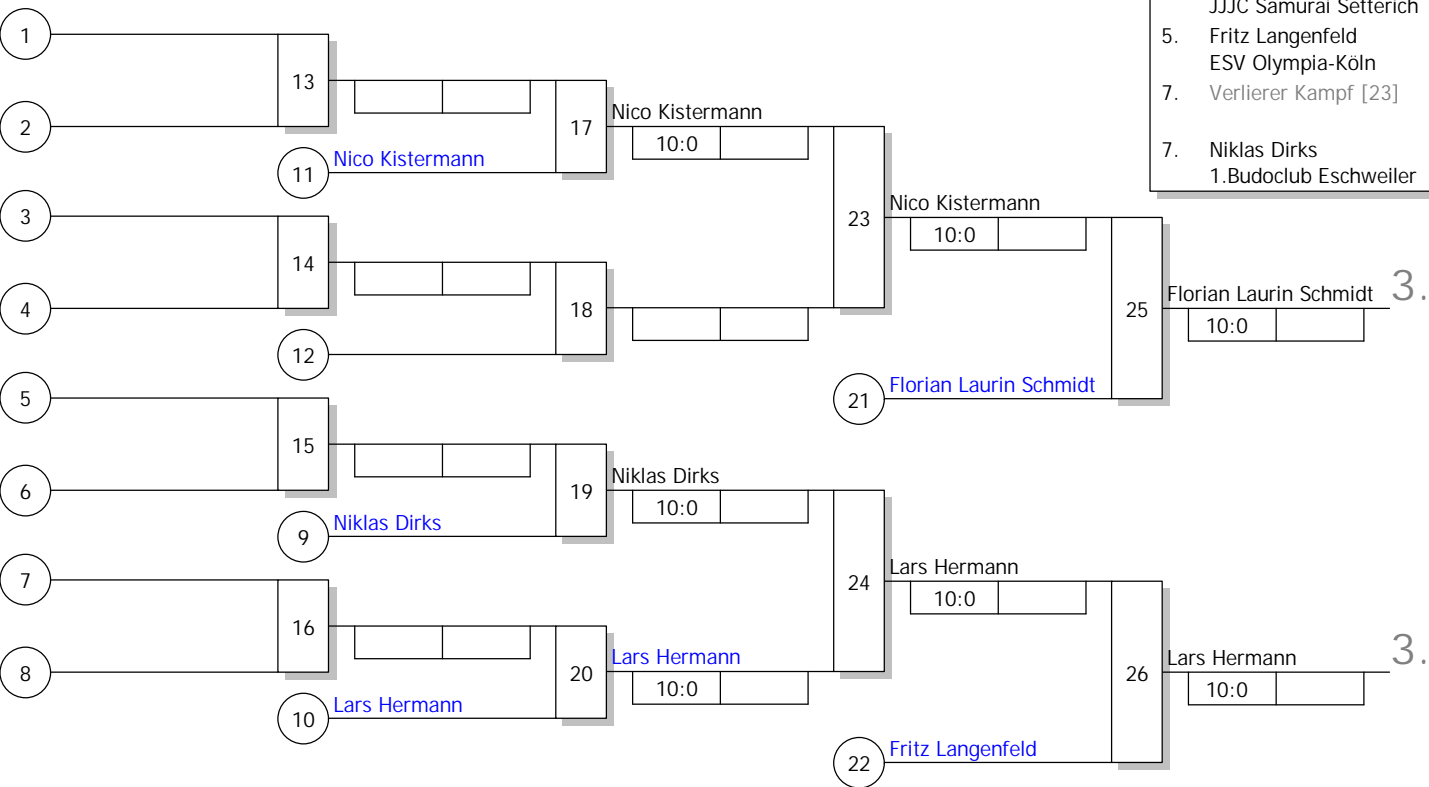 JJJC Samurai Setterich
5. Fritz Langenfeld
ESV Olympia-Köln
7. Verlierer Kampf [23]
7. Niklas Dirks
1.Budoclub Eschweiler
1
13
2
17
Nico Kistermann
10:0
11
Nico Kistermann
3
14
4
18
12
23
Nico Kistermann
10:0
25
Florian Laurin Schmidt
3.
10:0
21
Florian Laurin Schmidt
5
15
6
19
Niklas Dirks
10:0
9
Niklas Dirks
7
16
8
20
Lars Hermann
10:0
10
Lars Hermann
24
Lars Hermann
10:0
26
Lars Hermann
3.
10:0
22
Fritz Langenfeld